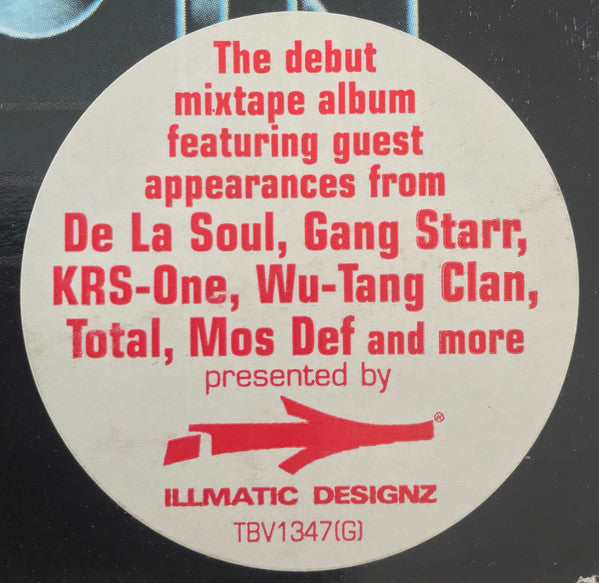 The debut
mixtape album
featuring guest
appearances from
De La Soul, Gang Starr,
KRS-One, Wu-Tang Clan,
Total, Mos Def and more
presented by
ILLMATIC DESIGNZ
TBV1347(G)